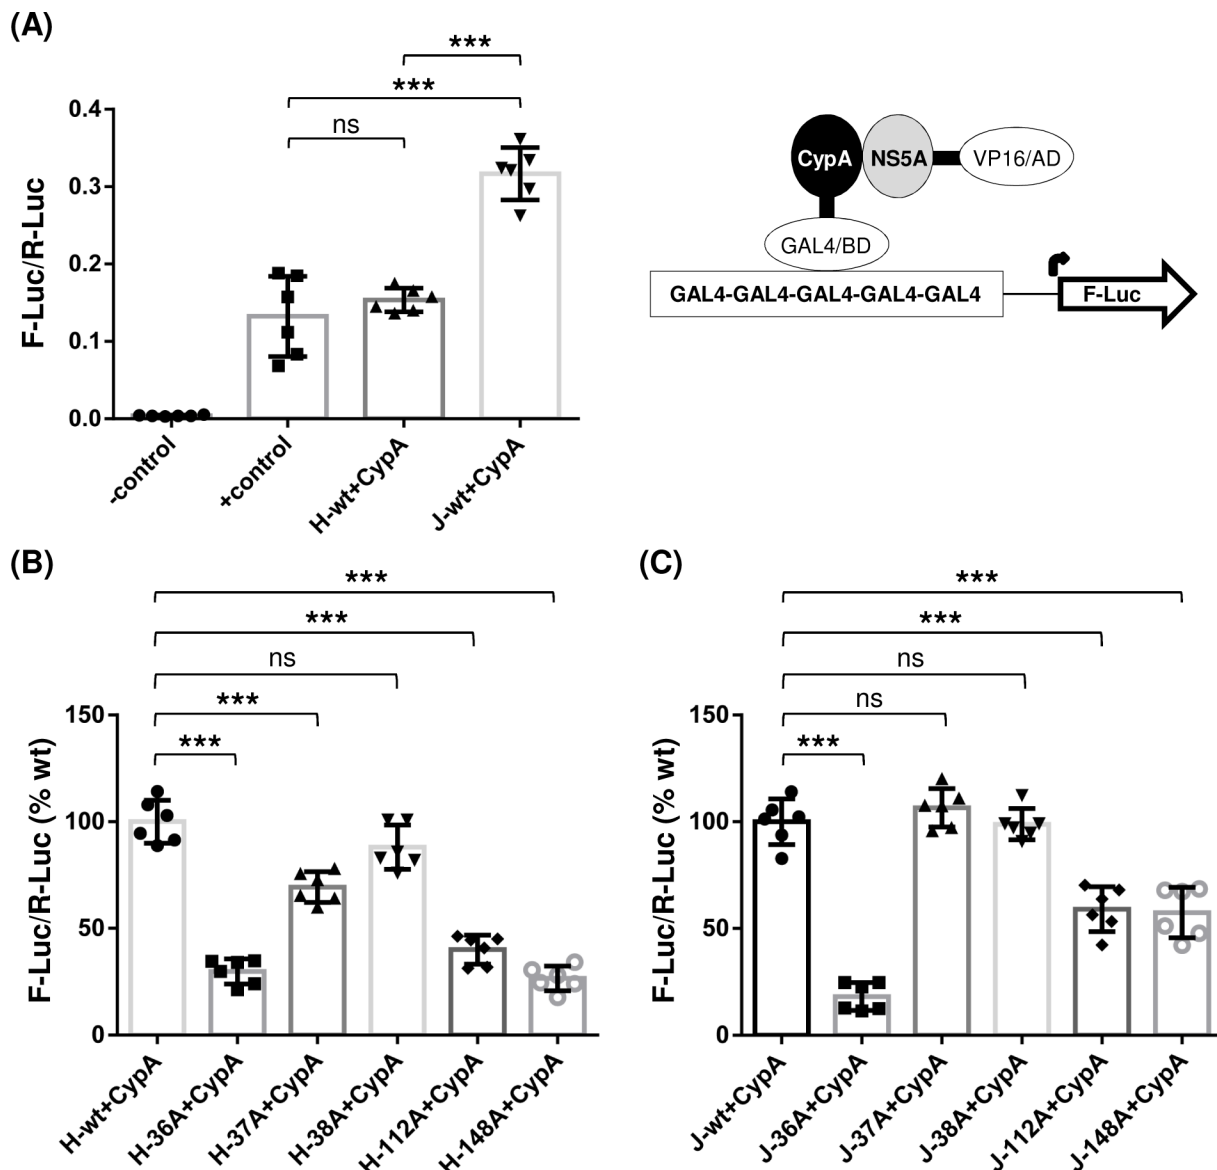 (A)
***
***
ns
0.4
0.3
0.2
0.1
0.0
F-Luc/R-Luc
-control
+control
H-wt+CypA
J-wt+CypA
CypA
NS5A
VP16/AD
GAL4/BD
GAL4-GAL4-GAL4-GAL4-GAL4
F-Luc
(B)
***
***
ns
***
***
150
100
50
0
F-Luc/R-Luc (% wt)
H-wt+CypA
H-36A+CypA
H-37A+CypA
H-38A+CypA
H-112A+CypA
H-148A+CypA
(C)
***
***
ns
ns
***
150
100
50
0
F-Luc/R-Luc (% wt)
J-wt+CypA
J-36A+CypA
J-37A+CypA
J-38A+CypA
J-112A+CypA
J-148A+CypA